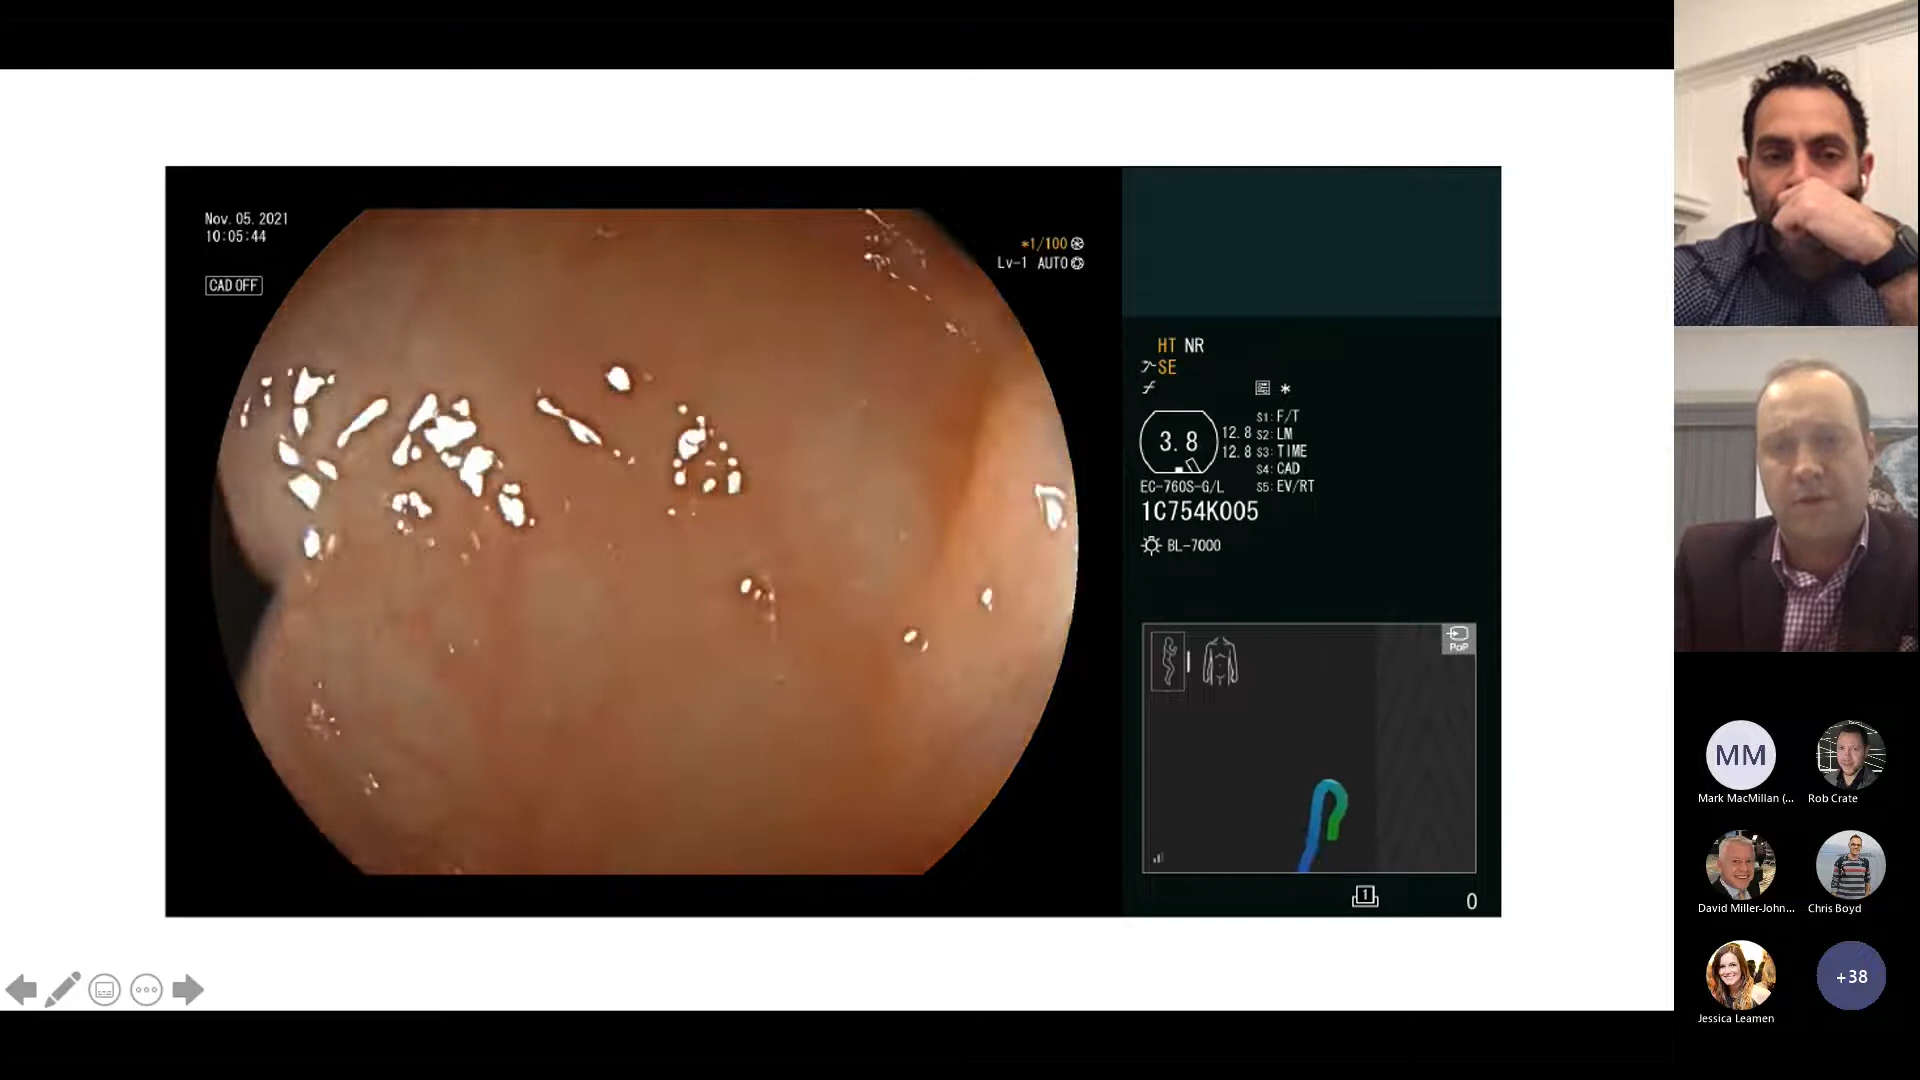 Nov. 05. 2021
10:05:44
CAD OFF
*1/100
Lv-1 AUTO
HT NR
SE
3.8
12.8 S1: F/T
12.8 S2: LM
S3: TIME
S4: CAD
S5: EV/RT
EC-760S-G/L
1C754K005
BL-7000
PoP
1
0
MM
Mark MacMillan (...
Rob Crate
David Miller-John...
Chris Boyd
Jessica Leamen
+38